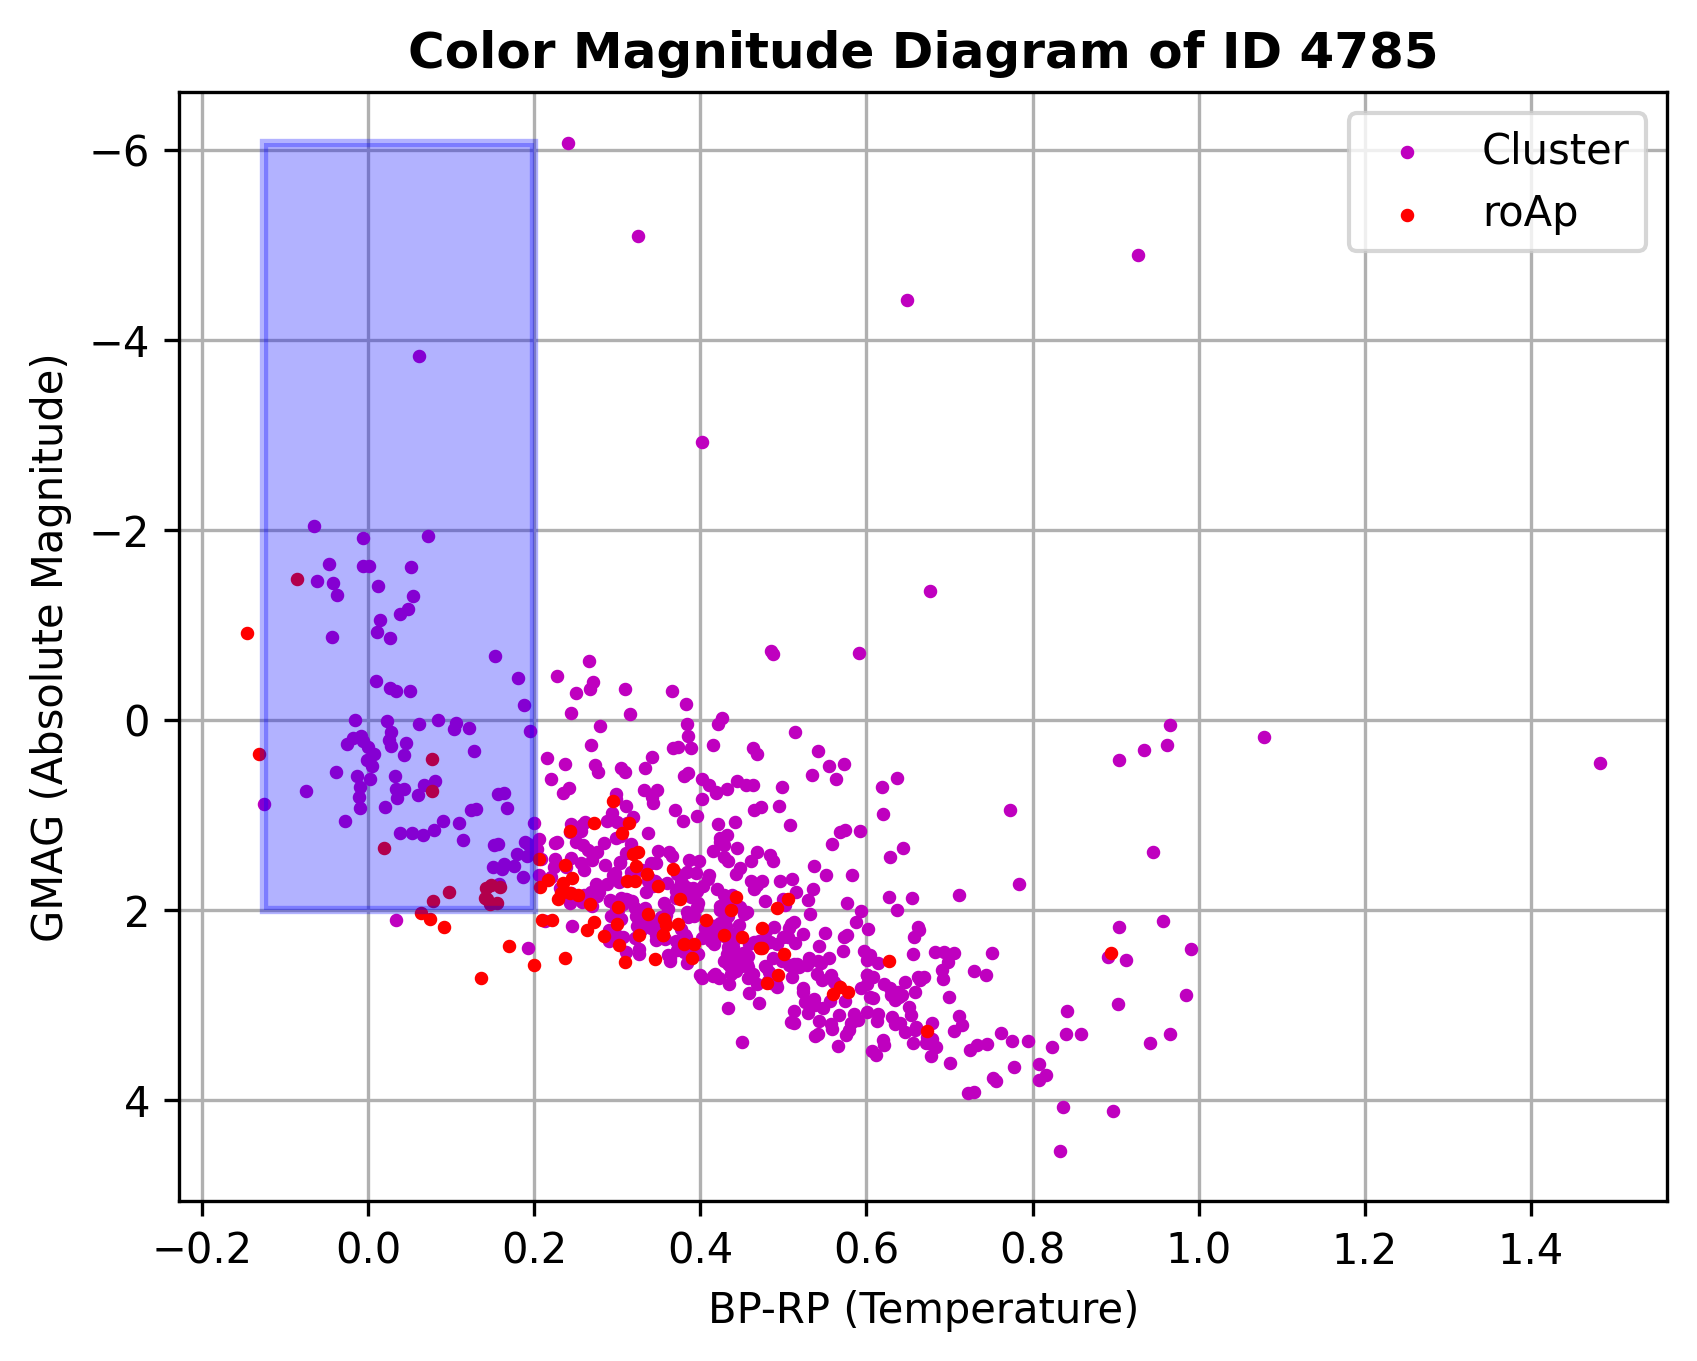 Color Magnitude Diagram of ID 4785
Cluster
roAp
GMAG (Absolute Magnitude)
−6
−4
−2
0
2
4
−0.2 0.0 0.2 0.4 0.6 0.8 1.0 1.2 1.4
BP-RP (Temperature)